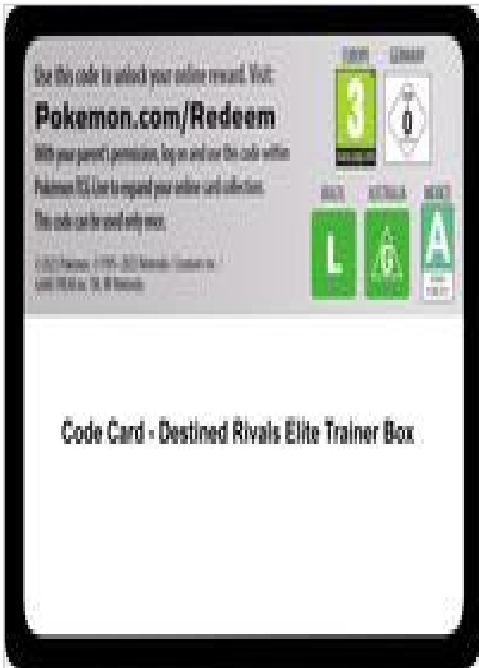 Use this code to unlock your online reward. Visit:
Pokemon.com/Redeem
With your parent's permission, log on and use this code within
Pokémon TCG Live to expand your online card collection.
This code can be used only once.
EUROPE GERMANY
3
0
BRAZIL AUSTRALIA MEXICO
L G A
Code Card - Destined Rivals Elite Trainer Box